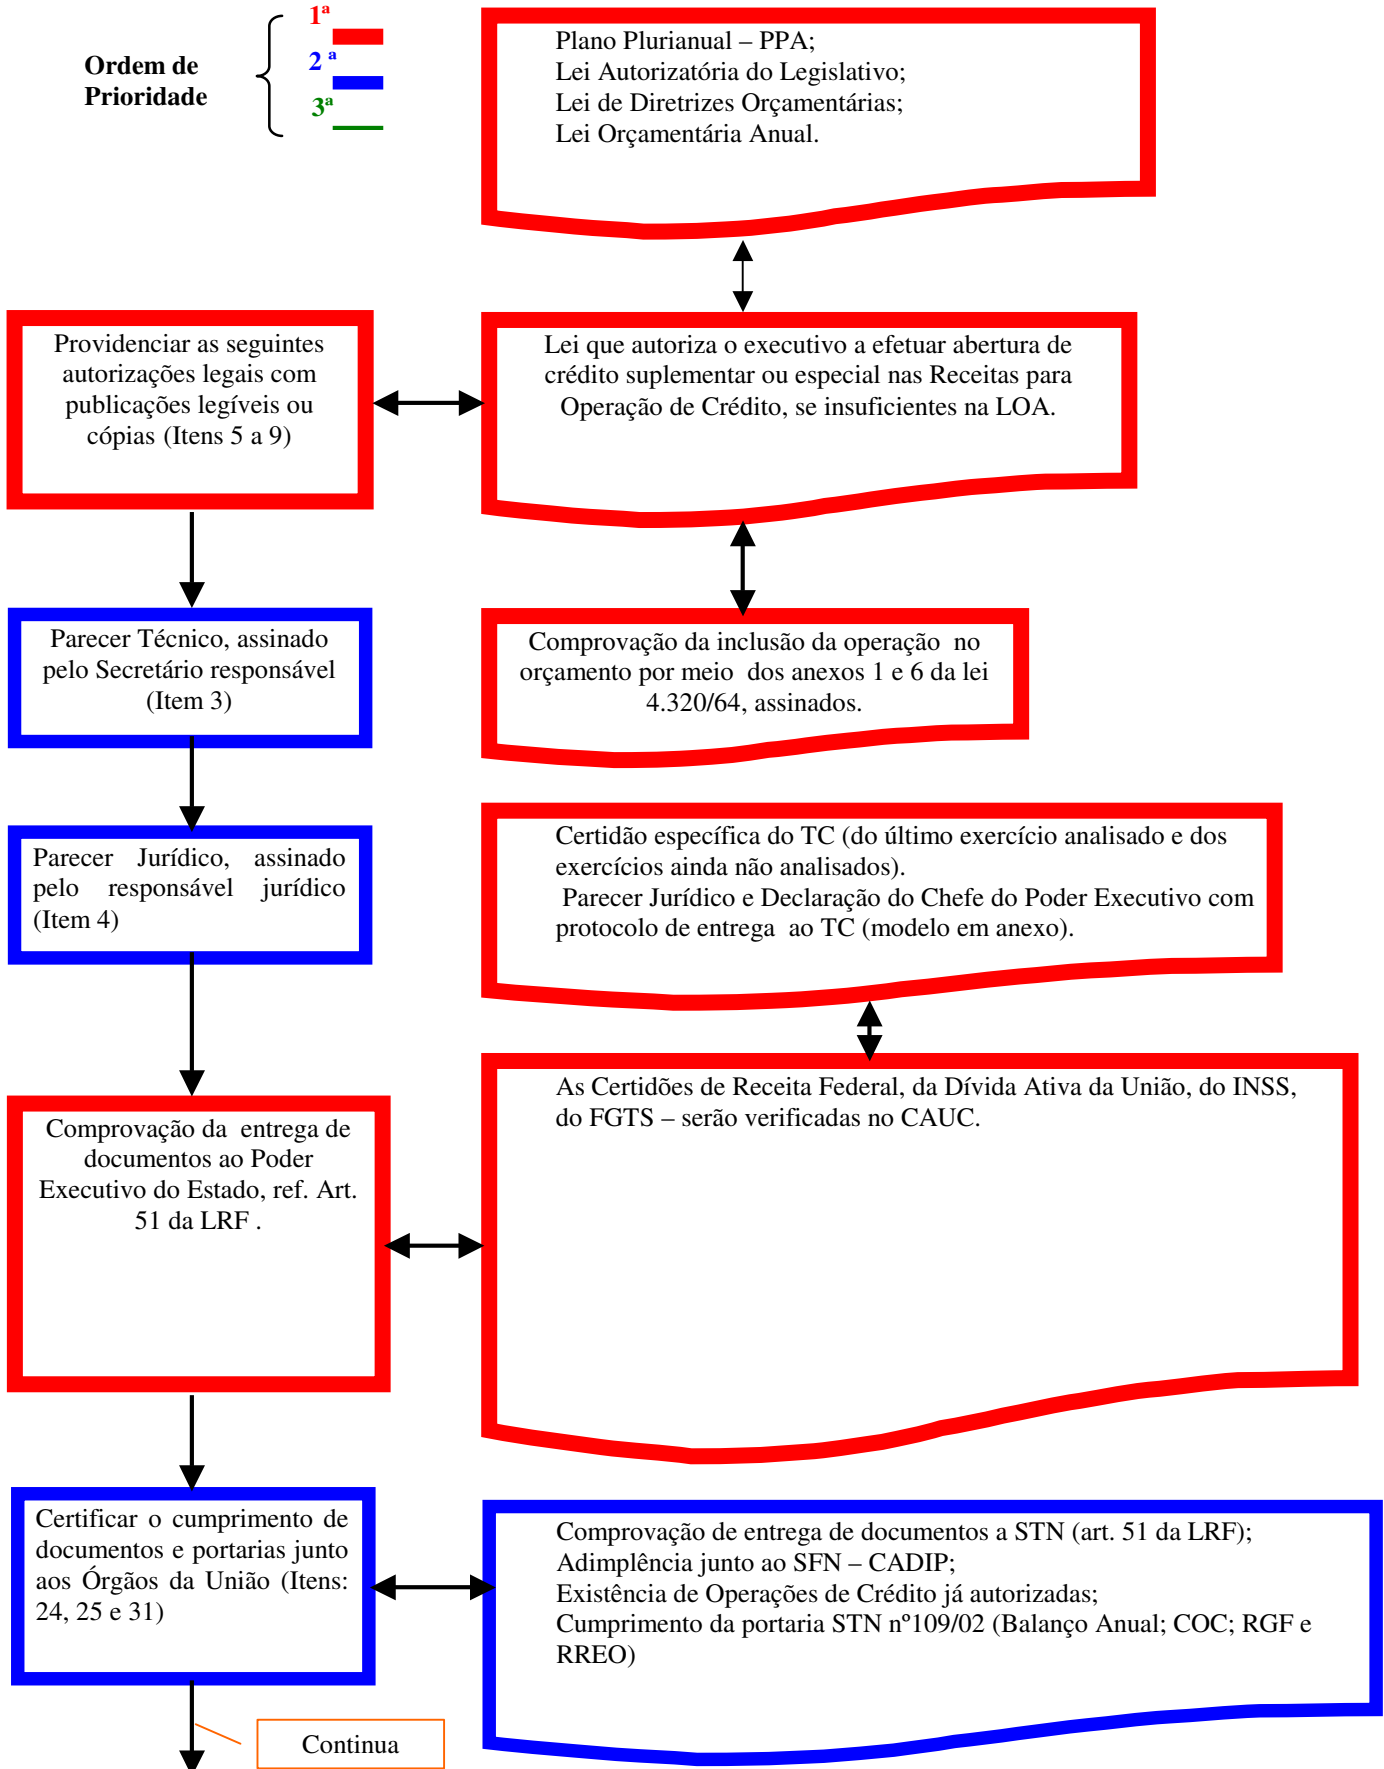 1ª
2 ª
3ª
Ordem de
Prioridade
Plano Plurianual – PPA;
Lei Autorizatória do Legislativo;
Lei de Diretrizes Orçamentárias;
Lei Orçamentária Anual.
Providenciar as seguintes
autorizações legais com
publicações legíveis ou
cópias (Itens 5 a 9)
Lei que autoriza o executivo a efetuar abertura de
crédito suplementar ou especial nas Receitas para
Operação de Crédito, se insuficientes na LOA.
Parecer Técnico, assinado
pelo Secretário responsável
(Item 3)
Comprovação da inclusão da operação no
orçamento por meio dos anexos 1 e 6 da lei
4.320/64, assinados.
Parecer Jurídico, assinado
pelo responsável jurídico
(Item 4)
Certidão específica do TC (do último exercício analisado e dos
exercícios ainda não analisados).
Parecer Jurídico e Declaração do Chefe do Poder Executivo com
protocolo de entrega ao TC (modelo em anexo).
Comprovação da entrega de
documentos ao Poder
Executivo do Estado, ref. Art.
51 da LRF .
As Certidões de Receita Federal, da Dívida Ativa da União, do INSS,
do FGTS – serão verificadas no CAUC.
Certificar o cumprimento de
documentos e portarias junto
aos Órgãos da União (Itens:
24, 25 e 31)
Comprovação de entrega de documentos a STN (art. 51 da LRF);
Adimplência junto ao SFN – CADIP;
Existência de Operações de Crédito já autorizadas;
Cumprimento da portaria STN nº109/02 (Balanço Anual; COC; RGF e
RREO)
Continua